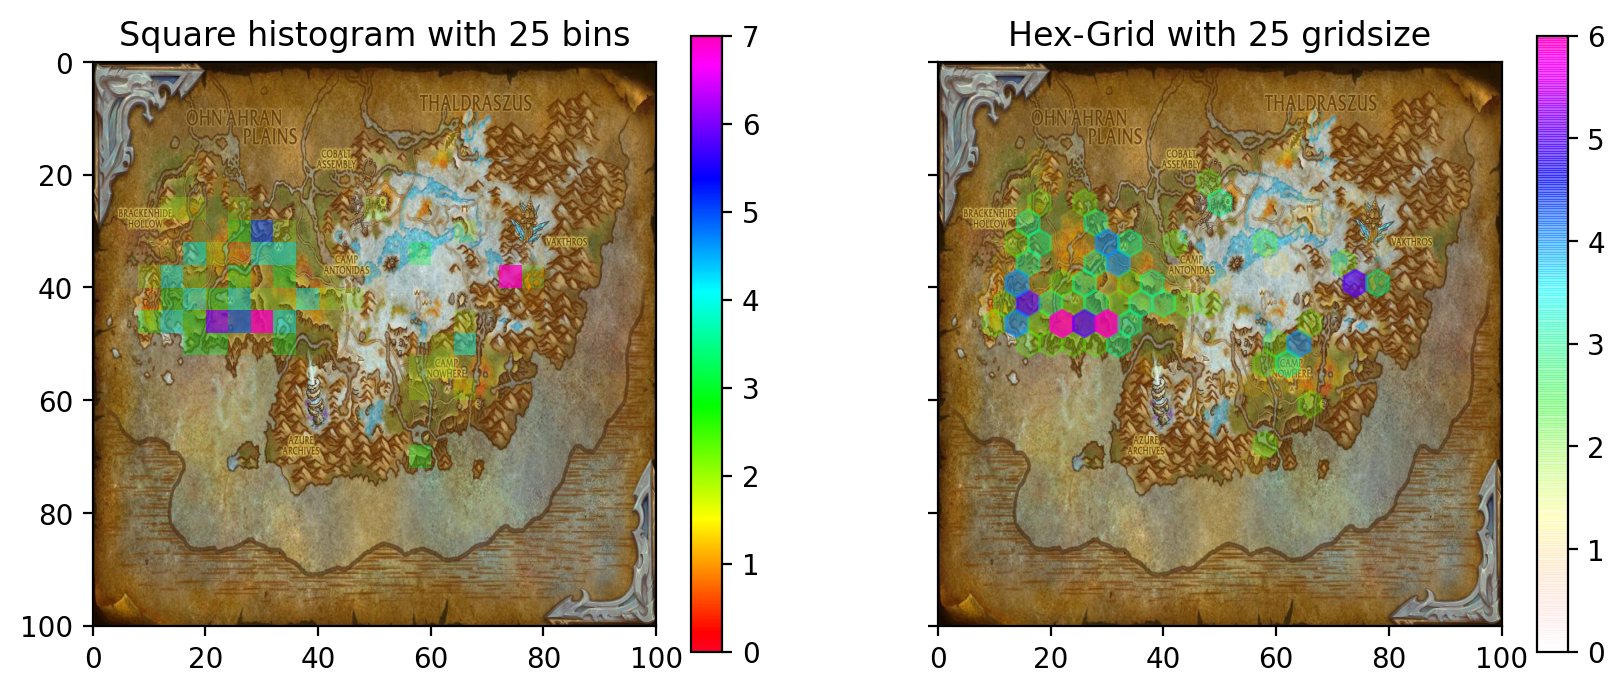 Square histogram with 25 bins
0
20
40
60
80
100
0
20
40
60
80
100
THALDRASZUS
OHN'AHRAN
PLAINS
COBALT
ASSEMBLY
BRACKENHIDE
HOLLOW
VAKTHROS
CAMP
ANTONIDAS
CAMP
NOWHERE
AZURE
ARCHIVES
7
6
5
4
3
2
1
0
Hex-Grid with 25 gridsize
THALDRASZUS
OHN'AHRAN
PLAINS
COBALT
ASSEMBLY
BRACKENHIDE
HOLLOW
VAKTHROS
CAMP
ANTONIDAS
CAMP
NOWHERE
AZURE
ARCHIVES
0
20
40
60
80
100
6
5
4
3
2
1
0